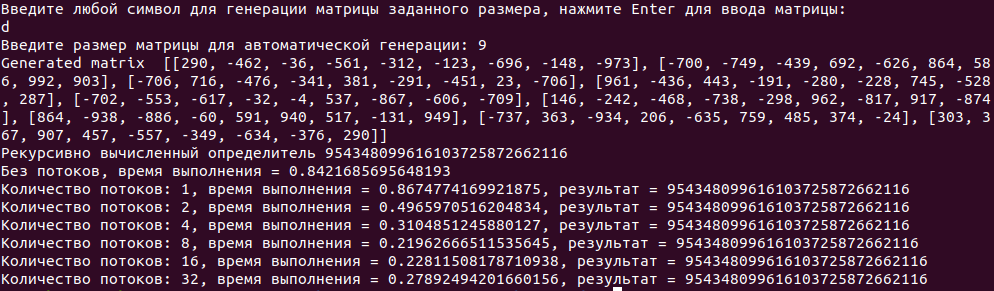 Введите любой символ для генерации матрицы заданного размера, нажмите Enter для ввода матрицы:
d
Введите размер матрицы для автоматической генерации: 9
Generated matrix  [[290, -462, -36, -561, -312, -123, -696, -148, -973], [-700, -749, -439, 692, -626, 864, 58
6, 992, 903], [-706, 716, -476, -341, 381, -291, -451, 23, -706], [961, -436, 443, -191, -280, -228, 745, -528
, 287], [-702, -553, -617, -32, -4, 537, -867, -606, -709], [146, -242, -468, -738, -298, 962, -817, 917, -874
], [864, -938, -886, -60, 591, 940, 517, -131, 949], [-737, 363, -934, 206, -635, 759, 485, 374, -24], [303, 3
67, 907, 457, -557, -349, -634, -376, 290]]
Рекурсивно вычисленный определитель 9543480996161037258726621​16
Без потоков, время выполнения = 0.8421685695648193
Количество потоков: 1, время выполнения = 0.8674774169921875, результат = 954348099616103725872662116
Количество потоков: 2, время выполнения = 0.4965970516204834, результат = 954348099616103725872662116
Количество потоков: 4, время выполнения = 0.3104851245880127, результат = 954348099616103725872662116
Количество потоков: 8, время выполнения = 0.21962666511535645, результат = 954348099616103725872662116
Количество потоков: 16, время выполнения = 0.22811508178710938, результат = 954348099616103725872662116
Количество потоков: 32, время выполнения = 0.27892494201660156, результат = 954348099616103725872662116